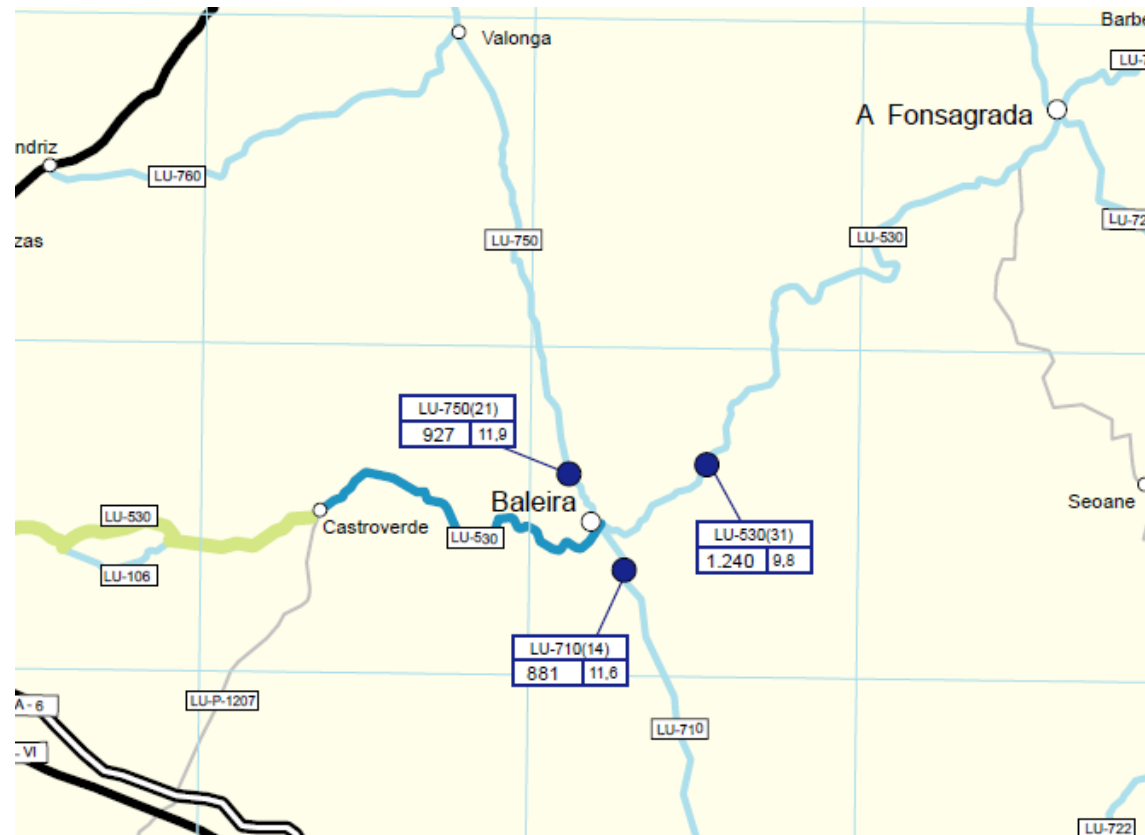 Barbe
Valonga
LU-7
A Fonsagrada
ndriz
LU-760
LU-72
zas
LU-750
LU-530
LU-750(21)
927 11,9
Baleira
Seoane
LU-530
Castroverde
LU-530
LU-530(31)
1.240 9,8
LU-106
LU-710(14)
881 11,6
LU-P-1207
A-6
- VI
LU-710
LU-722